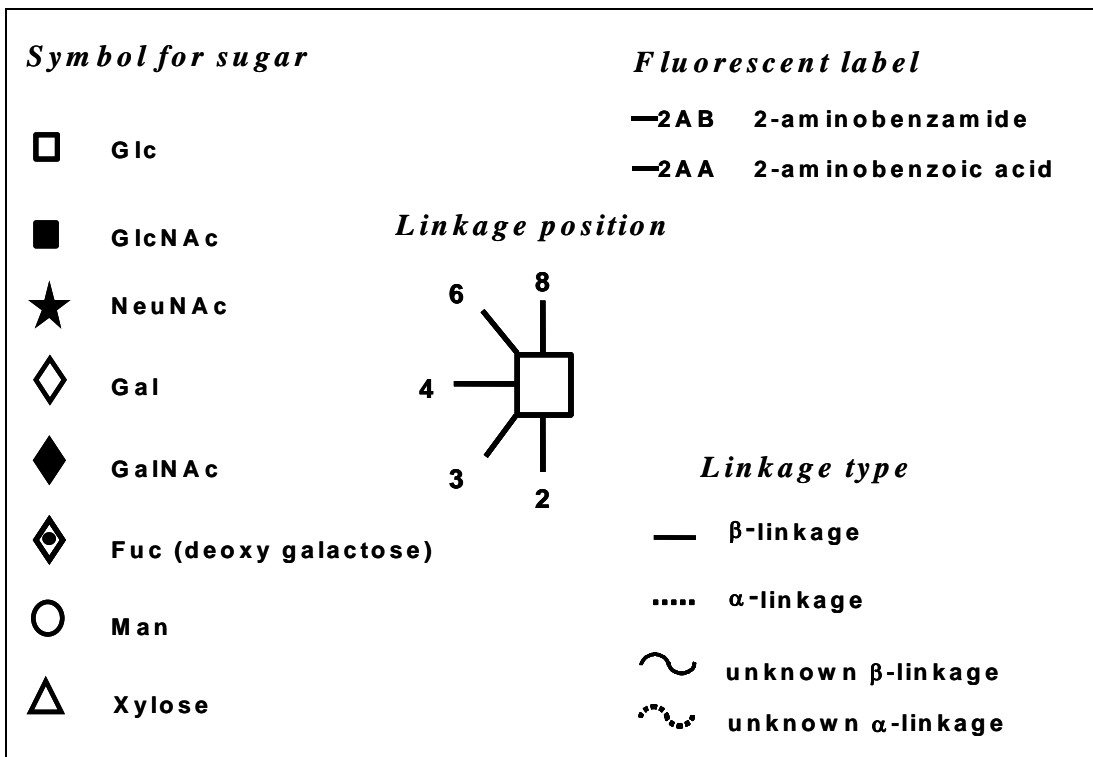 Symbol for sugar
Glc
GlcNAc
NeuNAc
Gal
GalNAc
Fuc (deoxy galactose)
Man
Xylose
Fluorescent label
2AB 2-aminobenzamide
2AA 2-aminobenzoic acid
Linkage position
8
6
4
3
2
Linkage type
β-linkage
α-linkage
unknown β-linkage
unknown α-linkage